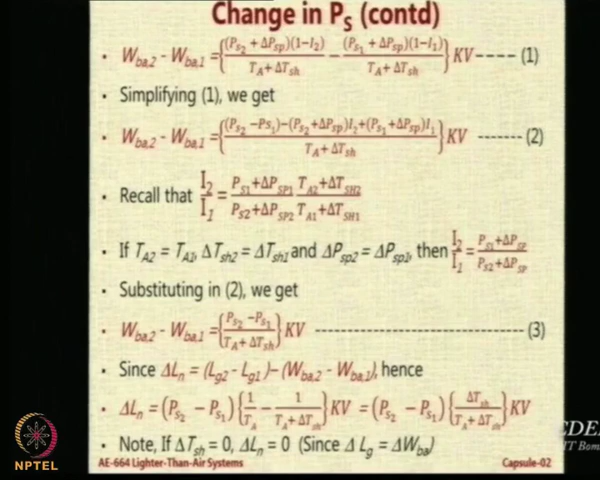 Change in Pₛ (contd)
• W_ba,2 - W_ba,1 = {(P_s2 + ΔP_sp)(1-I_2)/(T_A + ΔT_sh) − (P_s1 + ΔP_sp)(1-I_1)/(T_A + ΔT_sh)} KV ---- (1)
• Simplifying (1), we get
• W_ba,2 - W_ba,1 = {(P_s2 − Ps_1)−(P_s2+ΔP_sp)I_2+(P_s1+ΔP_sp)I_1/(T_A + ΔT_sh)} KV ------- (2)
• Recall that I_2/I_1 = P_S1+ΔP_SP1/P_s2+ΔP_SP2 T_A2+ΔT_SH2/T_A1+ΔT_SH1
• If T_A2 = T_A1, ΔT_sh2 = ΔT_sh1 and ΔP_sp2 = ΔP_sp1, then I_2/I_1 = P_S1+ΔP_SP/P_s2+ΔP_SP
• Substituting in (2), we get
• W_ba,2 - W_ba,1 = {P_s2 − P_s1/(T_A + ΔT_sh)} KV ------------------------------ (3)
• Since ΔL_n = (L_g2 - L_g1)−(W_ba,2 - W_ba,1), hence
• ΔL_n = (P_s2 − P_s1){1/T_A − 1/(T_A+ΔT_sh)} KV = (P_s2 − P_s1){ΔT_sh/(T_A+ΔT_sh)} KV
• Note, If ΔT_sh = 0, ΔL_n = 0 (Since ΔL_g = ΔW_ba)
AE-664 Lighter-Than-Air Systems Capsule-02
NPTEL
CDEE
IIT Bom